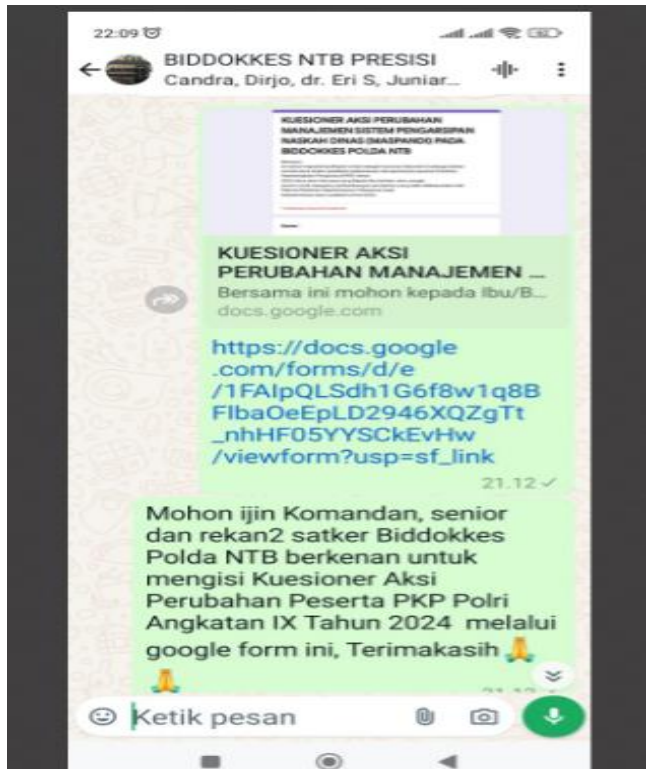 22:09
BIDDOKKES NTB PRESISI
Candra, Dirjo, dr. Eri S, Juniar...
KUESIONER AKSI PERUBAHAN
MANAJEMEN SISTEM PENGARSIPAN
NASKAH DINAS (MASPANDO) PADA
BIDDOKKES POLDA NTB
KUESIONER AKSI
PERUBAHAN MANAJEMEN ...
Bersama ini mohon kepada Ibu/B...
docs.google.com
https://docs.google
.com/forms/d/e
/1FAIpQLSdh1G6f8w1q8B
FlbaOeEpLD2946XQZgTt
_nhHF05YYSCkEvHw
/viewform?usp=sf_link
21.12
Mohon ijin Komandan, senior
dan rekan2 satker Biddokkes
Polda NTB berkenan untuk
mengisi Kuesioner Aksi
Perubahan Peserta PKP Polri
Angkatan IX Tahun 2024 melalui
google form ini, Terimakasih 🙏
🙏
Ketik pesan